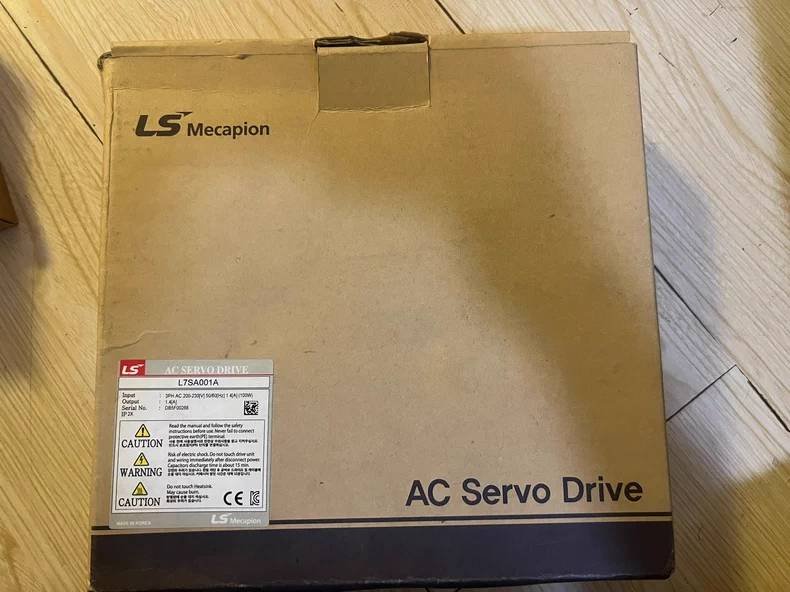 LS Mecapion
LS AC SERVO DRIVE
L7SA001A
Input : 3PH AC 200-230[V] 50/60[Hz] 1.4[A] (100W)
Output : 1.4[A]
Serial No. : OB5F00288
IP 2X
CAUTION
Read the manual and follow the safety
instructions before use. Never fail to connect
protective earth(PE) terminal.
WARNING
Risk of electric shock. Do not touch drive unit
and wiring immediately after disconnect power.
Capacitors discharge time is about 15 min.
CAUTION
Do not touch Heatsink.
May cause burn.
CE
MADE IN KOREA
LS Mecapion
AC Servo Drive